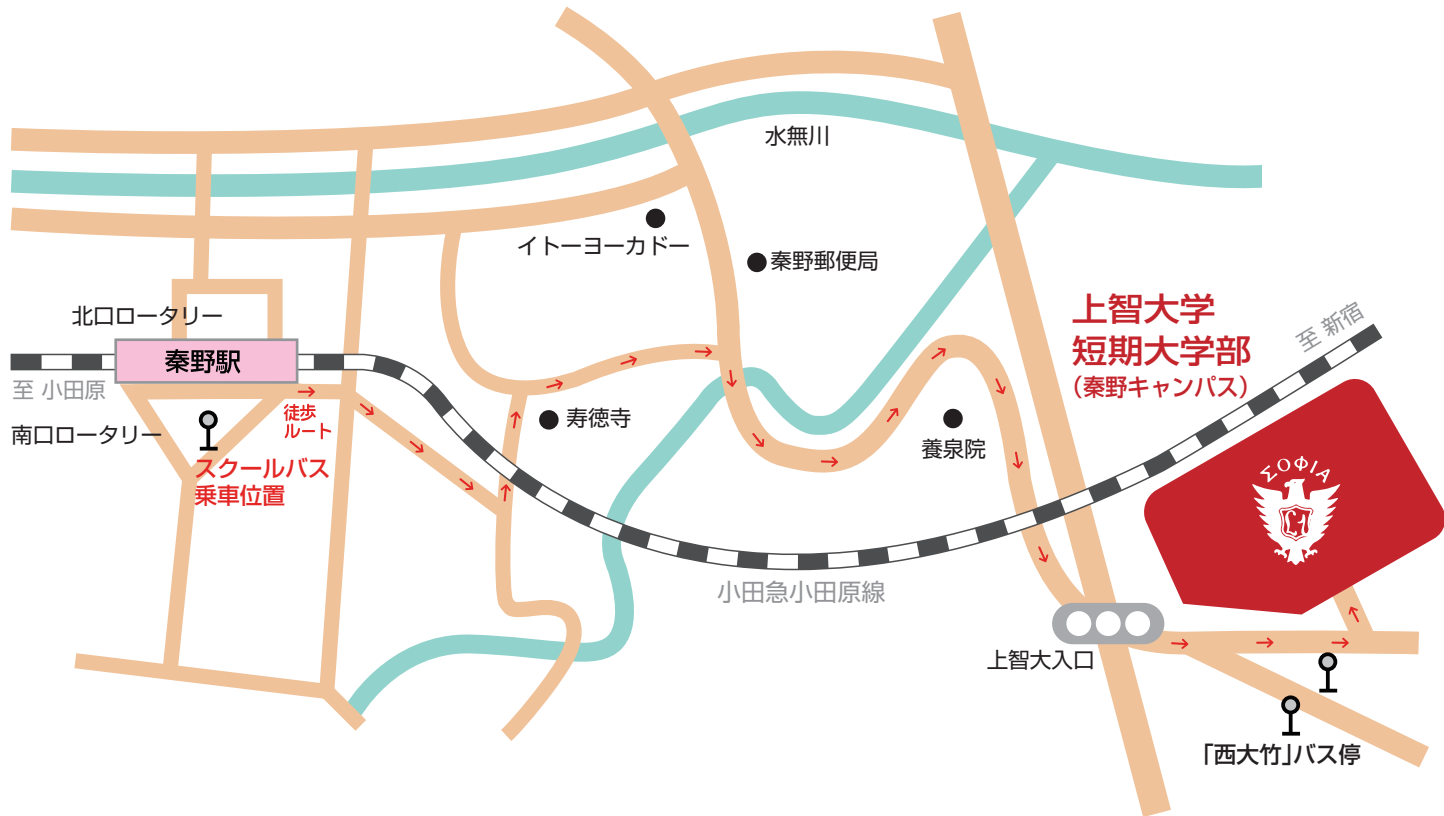 水無川
イトーヨーカドー
秦野郵便局
北口ロータリー
秦野駅
至 小田原
南口ロータリー
徒歩
ルート
スクールバス
乗車位置
寿徳寺
養泉院
上智大学
短期大学部
（秦野キャンパス）
至 新宿
ΣΟΦΙΑ
小田急小田原線
上智大入口
「西大竹」バス停